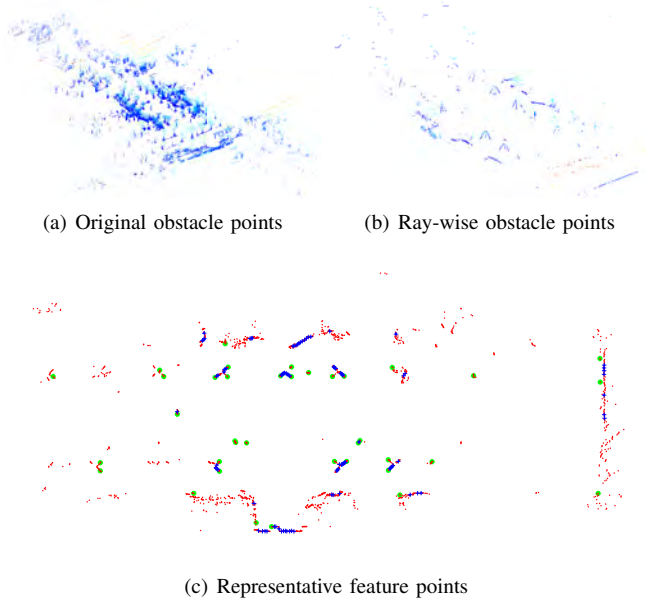 (a) Original obstacle points
(b) Ray-wise obstacle points
(c) Representative feature points